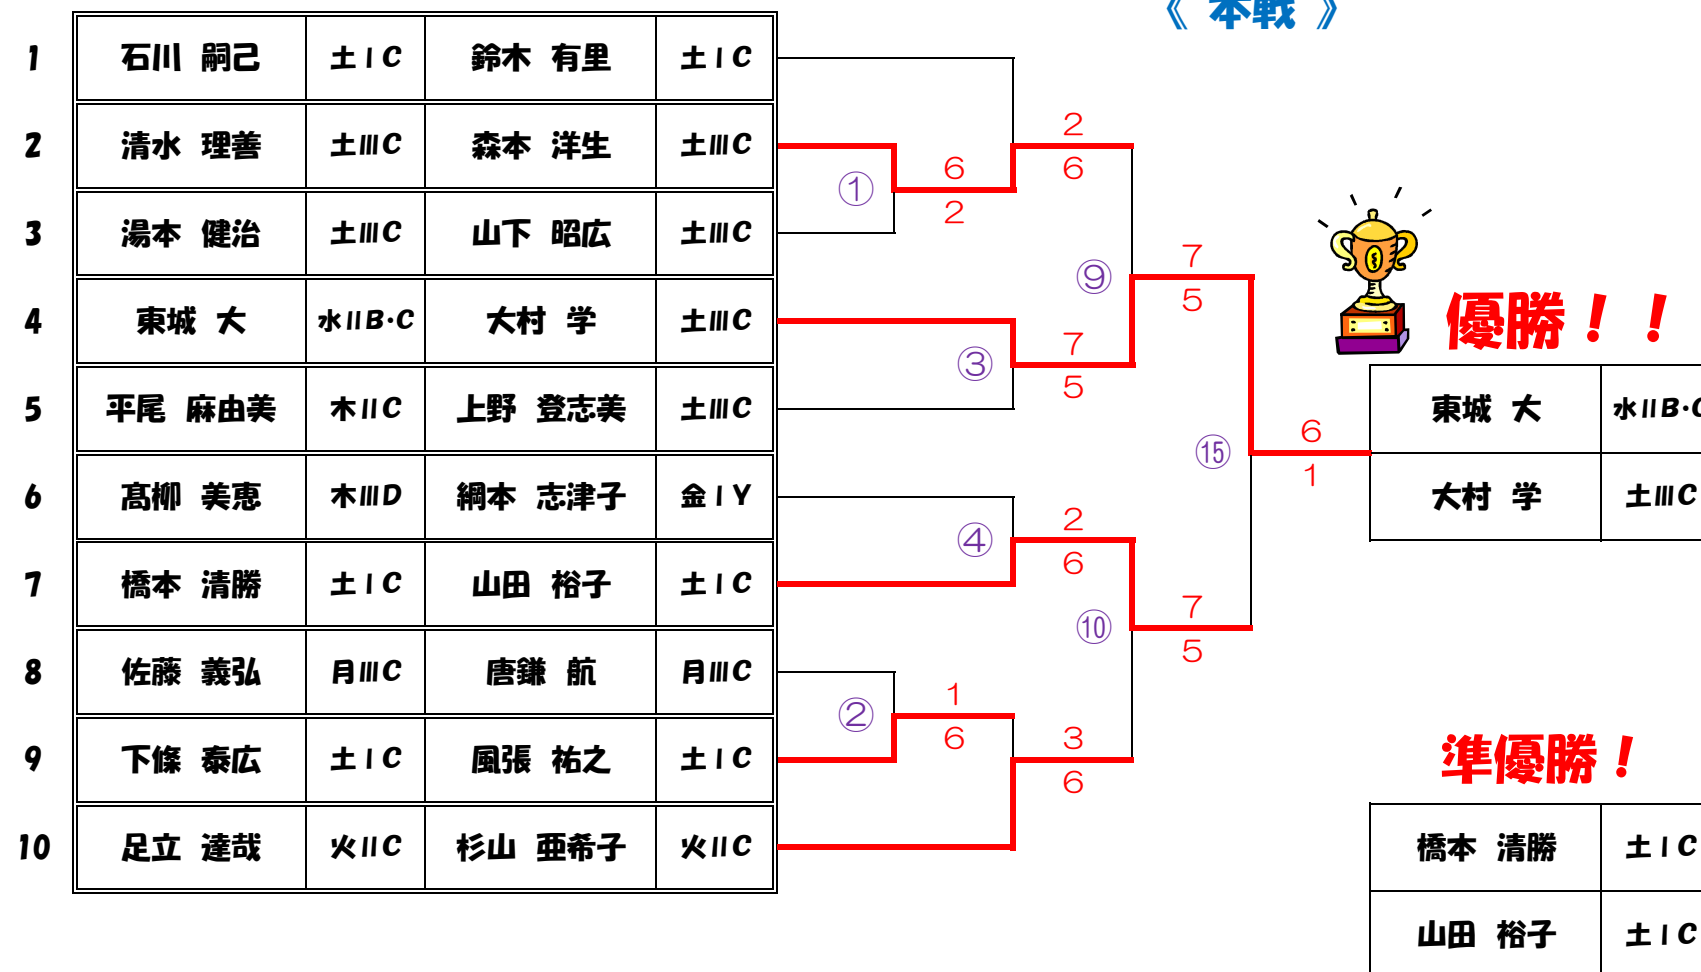 《 本戦 》
1 石川 嗣己 土ⅠC 鈴木 有里 土ⅠC
2 清水 理善 土ⅢC 森本 洋生 土ⅢC
3 湯本 健治 土ⅢC 山下 昭広 土ⅢC
4 東城 大 水ⅡB・C 大村 学 土ⅢC
5 平尾 麻由美 木ⅡC 上野 登志美 土ⅢC
6 髙柳 美恵 木ⅢD 綱本 志津子 金ⅠY
7 橋本 清勝 土ⅠC 山田 裕子 土ⅠC
8 佐藤 義弘 月ⅢC 唐鎌 航 月ⅢC
9 下條 泰広 土ⅠC 風張 祐之 土ⅠC
10 足立 達哉 火ⅡC 杉山 亜希子 火ⅡC
① 6 2
2 6
③ 7 5
⑨ 7 5
④ 2 6
② 1 6
3 6
⑩ 7 5
⑮ 6 1
優勝！！
東城 大 水ⅡB・C
大村 学 土ⅢC
準優勝！
橋本 清勝 土ⅠC
山田 裕子 土ⅠC